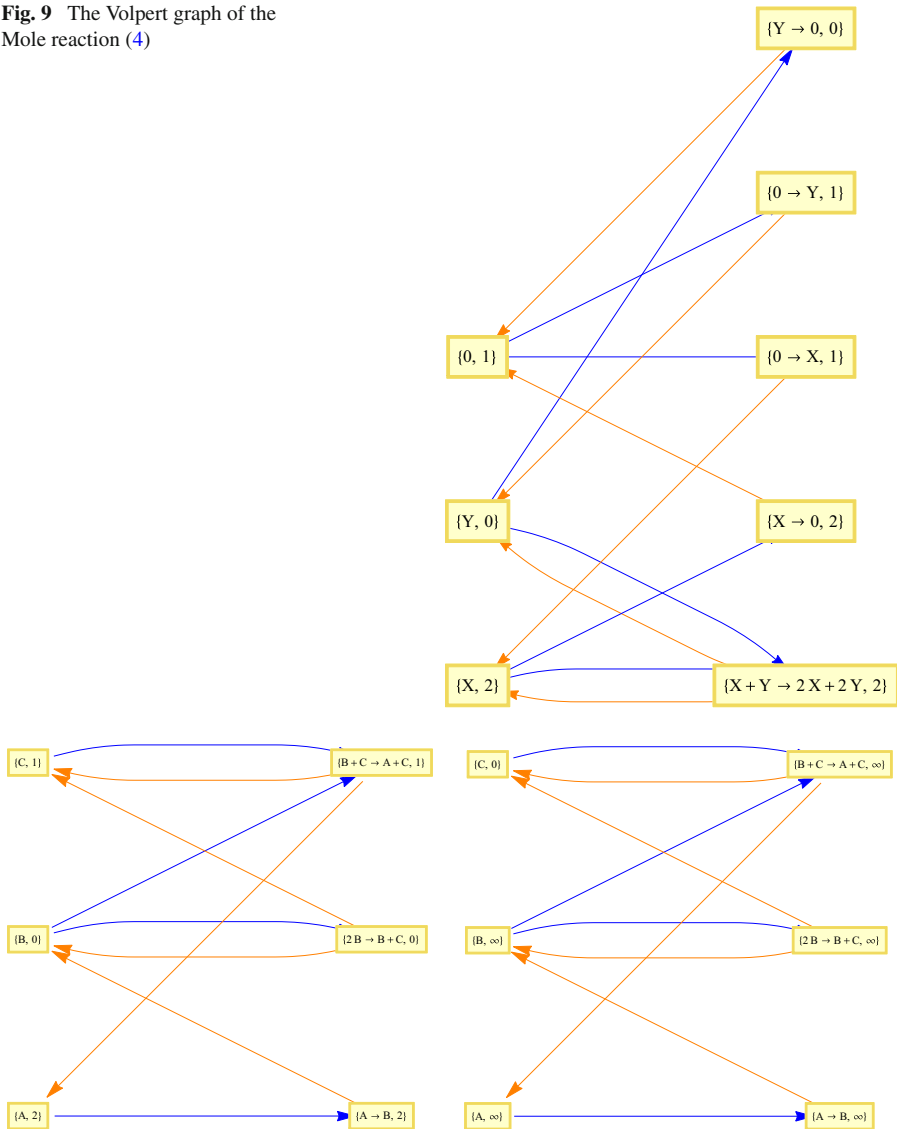 Fig. 9 The Volpert graph of the
Mole reaction (4)
{Y → 0, 0}
{0 → Y, 1}
{0, 1}
{0 → X, 1}
{Y, 0}
{X → 0, 2}
{X, 2}
{X + Y → 2 X + 2 Y, 2}
{C, 1}
{B + C → A + C, 1}
{B, 0}
{2 B → B + C, 0}
{A, 2}
{A → B, 2}
{C, 0}
{B + C → A + C, ∞}
{B, ∞}
{2 B → B + C, ∞}
{A, ∞}
{A → B, ∞}